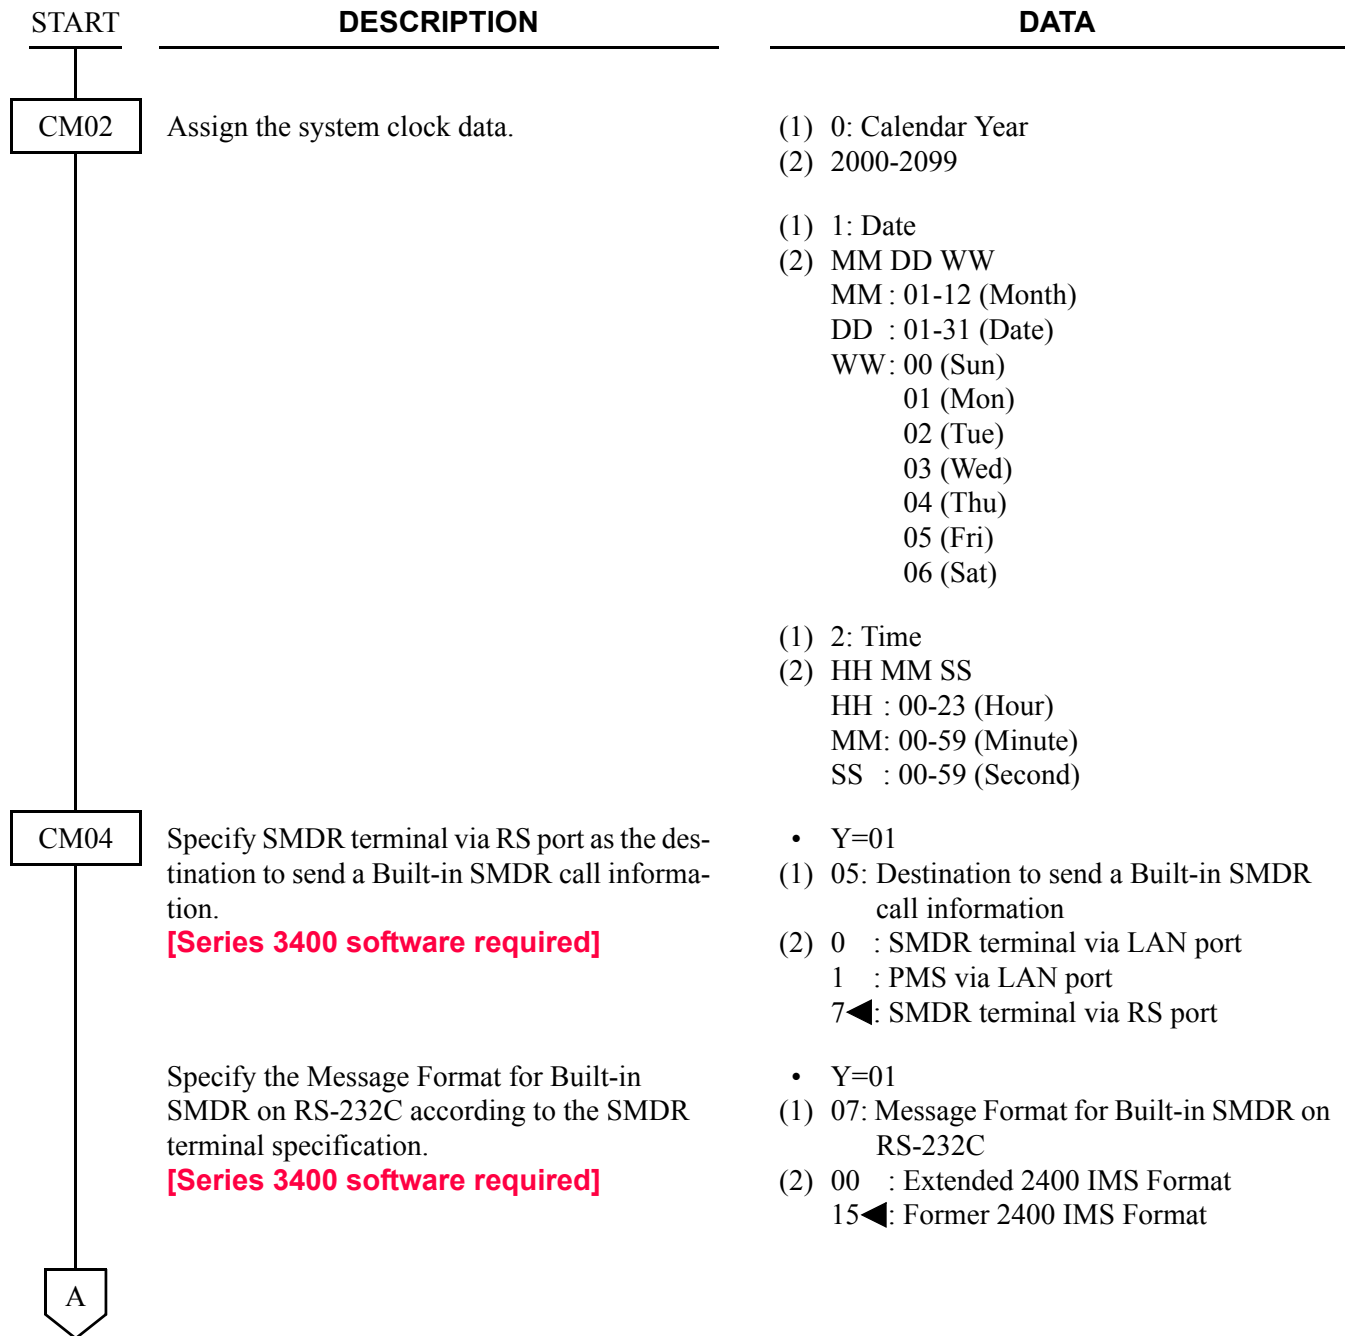 START DESCRIPTION DATA
CM02 Assign the system clock data. (1) 0: Calendar Year
(2) 2000-2099
(1) 1: Date
(2) MM DD WW
MM : 01-12 (Month)
DD : 01-31 (Date)
WW : 00 (Sun)
01 (Mon)
02 (Tue)
03 (Wed)
04 (Thu)
05 (Fri)
06 (Sat)
(1) 2: Time
(2) HH MM SS
HH : 00-23 (Hour)
MM: 00-59 (Minute)
SS : 00-59 (Second)
CM04 Specify SMDR terminal via RS port as the des- • Y=01
tination to send a Built-in SMDR call informa- (1) 05: Destination to send a Built-in SMDR
tion. call information
[Series 3400 software required] (2) 0 : SMDR terminal via LAN port
1 : PMS via LAN port
7◀: SMDR terminal via RS port
Specify the Message Format for Built-in • Y=01
SMDR on RS-232C according to the SMDR (1) 07: Message Format for Built-in SMDR on
terminal specification. RS-232C
[Series 3400 software required] (2) 00 : Extended 2400 IMS Format
15◀: Former 2400 IMS Format
A